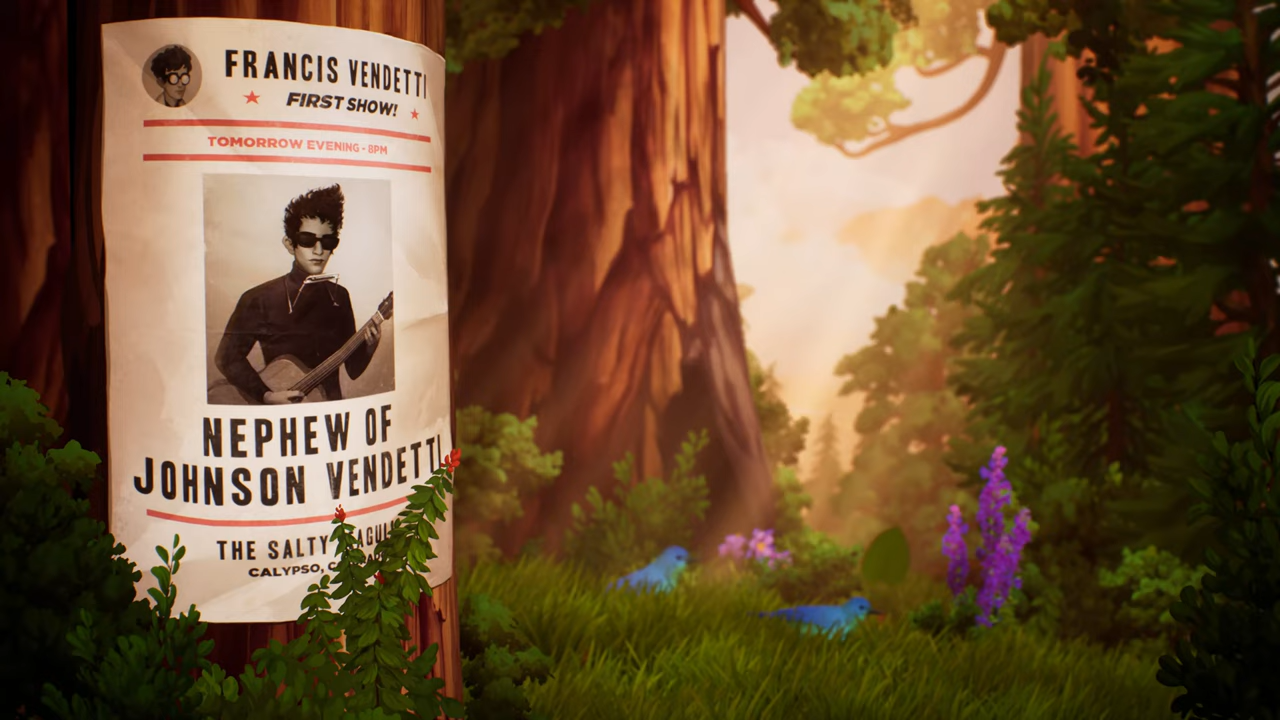 FRANCIS VENDETTI
FIRST SHOW!
TOMORROW EVENING - 8PM
NEPHEW OF
JOHNSON VENDETTI
THE SALTY
CALYPSO,